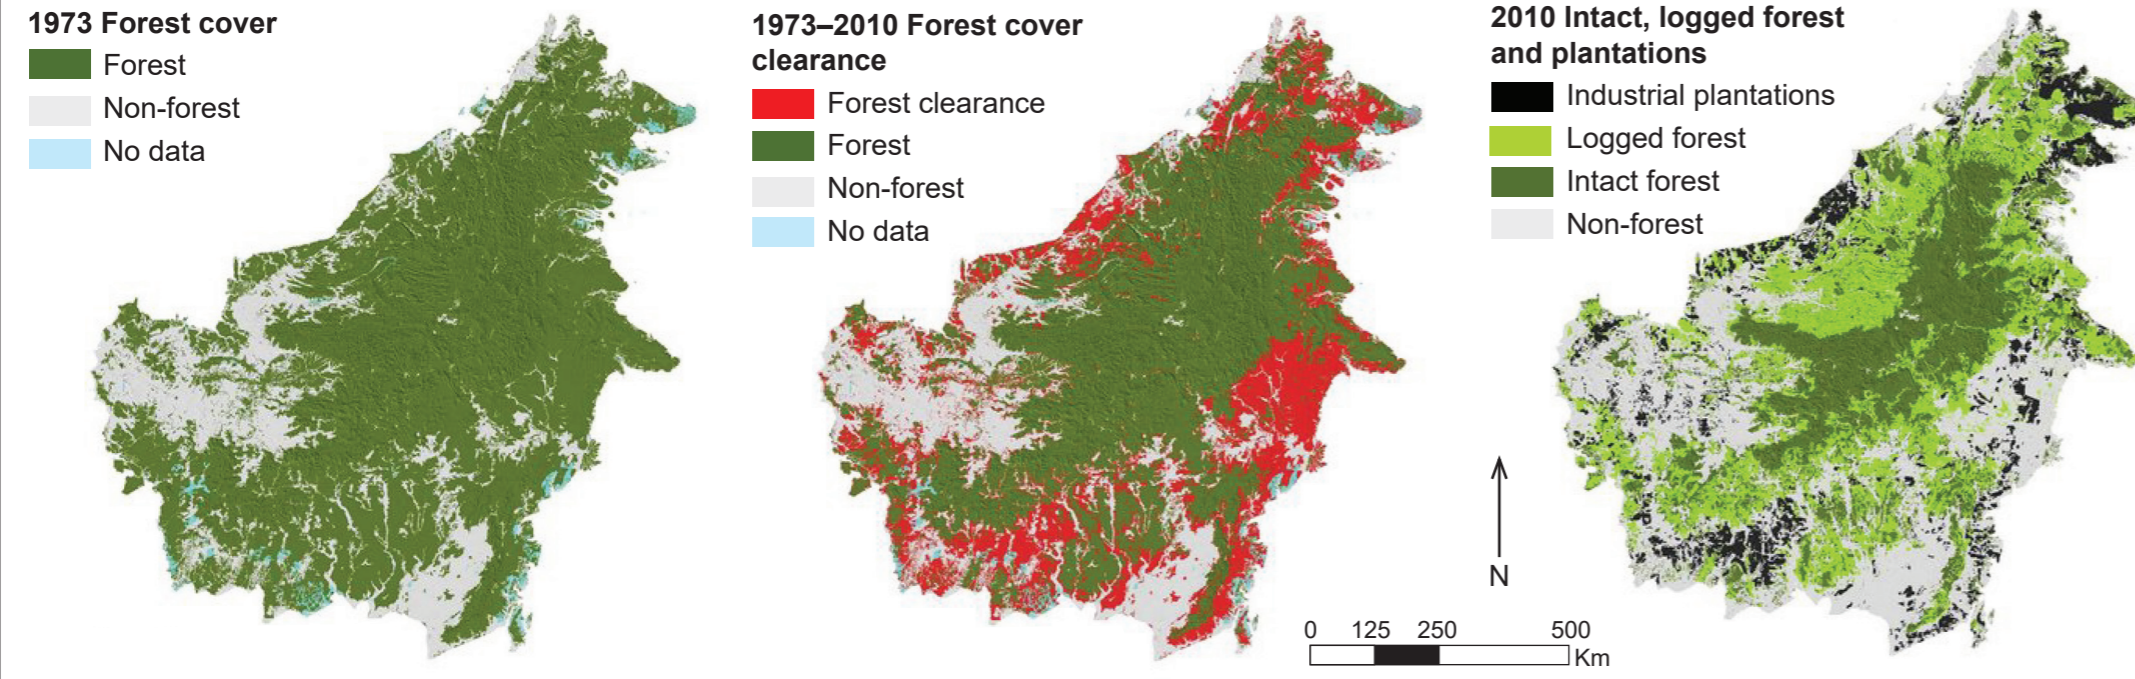 1973 Forest cover
Forest
Non-forest
No data
1973–2010 Forest cover
clearance
Forest clearance
Forest
Non-forest
No data
2010 Intact, logged forest
and plantations
Industrial plantations
Logged forest
Intact forest
Non-forest
N
0 125 250 500
Km